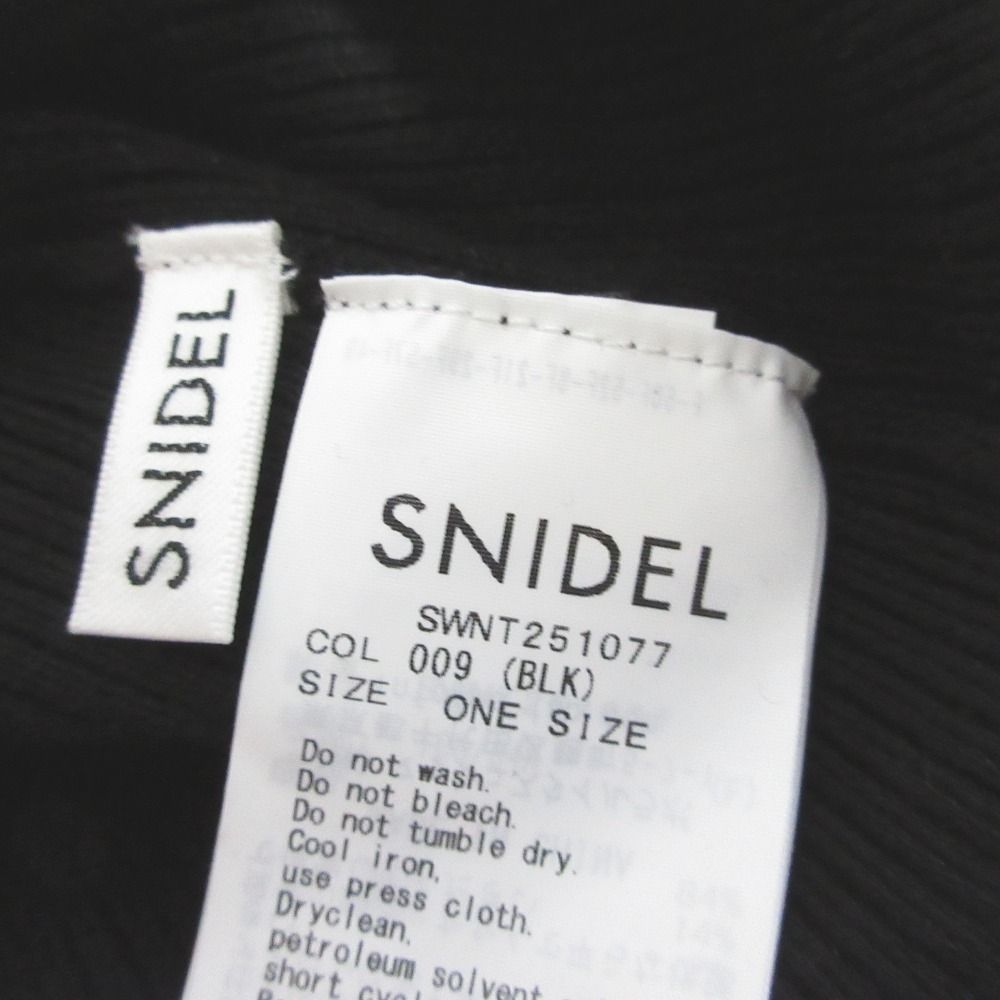 SNIDEL
SNIDEL
SWNT251077
COL 009 (BLK)
SIZE ONE SIZE
Do not wash.
Do not bleach.
Do not tumble dry.
Cool iron,
use press cloth.
Dryclean.
petroleum solvent
short